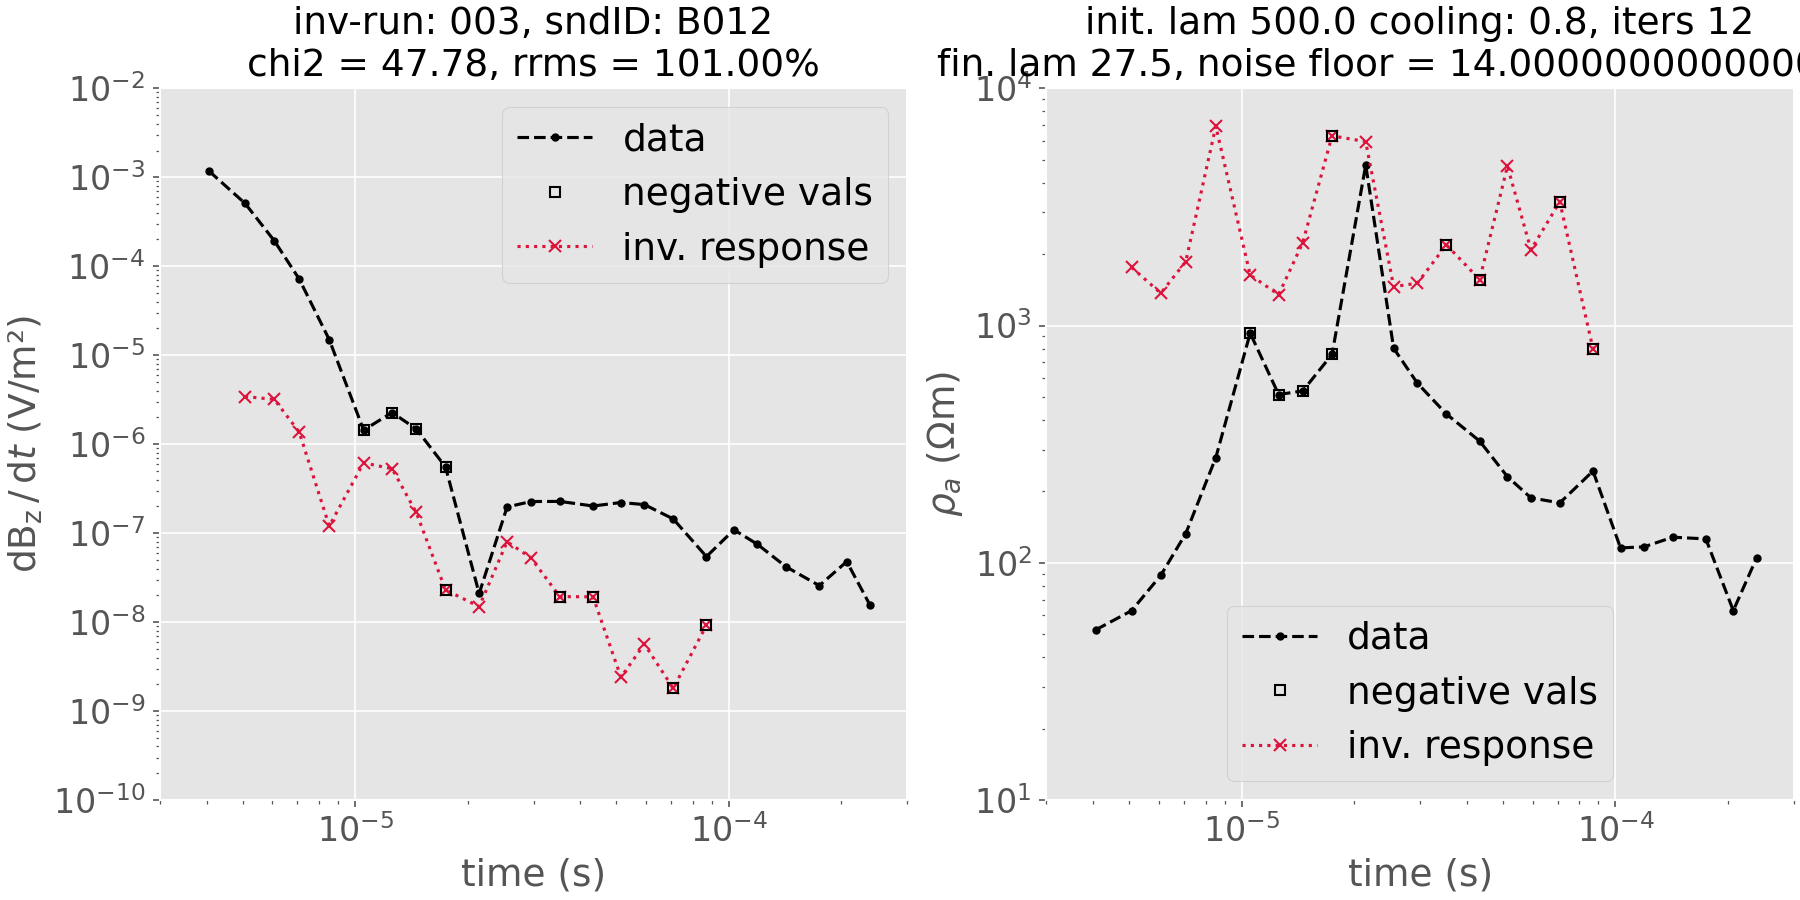 inv-run: 003, sndID: B012
chi2 = 47.78, rrms = 101.00%
10⁻²
10⁻³
10⁻⁴
10⁻⁵
10⁻⁶
10⁻⁷
10⁻⁸
10⁻⁹
10⁻¹⁰
dB_z / dt (V/m²)
data
negative vals
inv. response
10⁻⁵ 10⁻⁴
time (s)
init. lam 500.0 cooling: 0.8, iters 12
fin. lam 27.5, noise floor = 14.0000000000000
10⁴
10³
10²
10¹
ρ_a (Ωm)
data
negative vals
inv. response
10⁻⁵ 10⁻⁴
time (s)